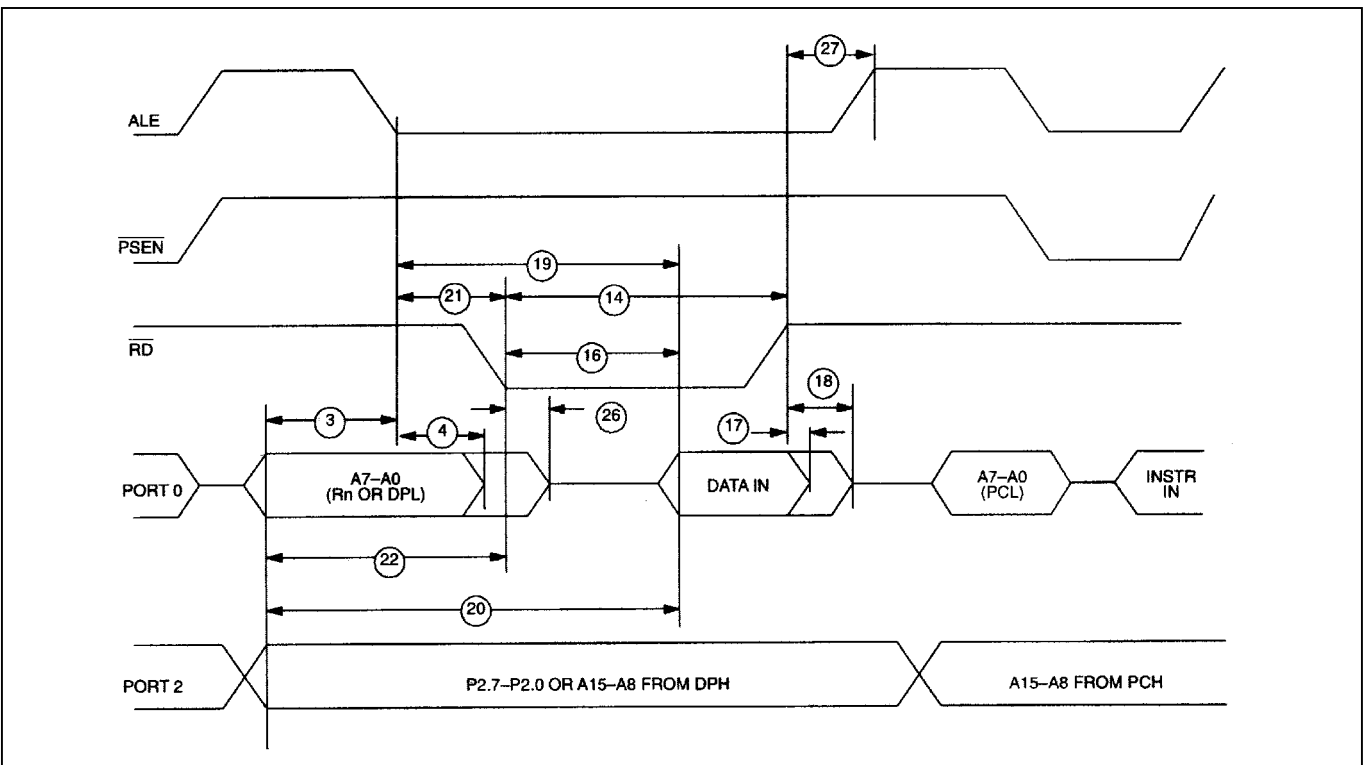 27
ALE
PSEN
19
21
14
RD
16
18
3
4
26
17
PORT 0
A7–A0
(Rn OR DPL)
DATA IN
A7–A0
(PCL)
INSTR
IN
22
20
PORT 2
P2.7–P2.0 OR A15–A8 FROM DPH
A15–A8 FROM PCH